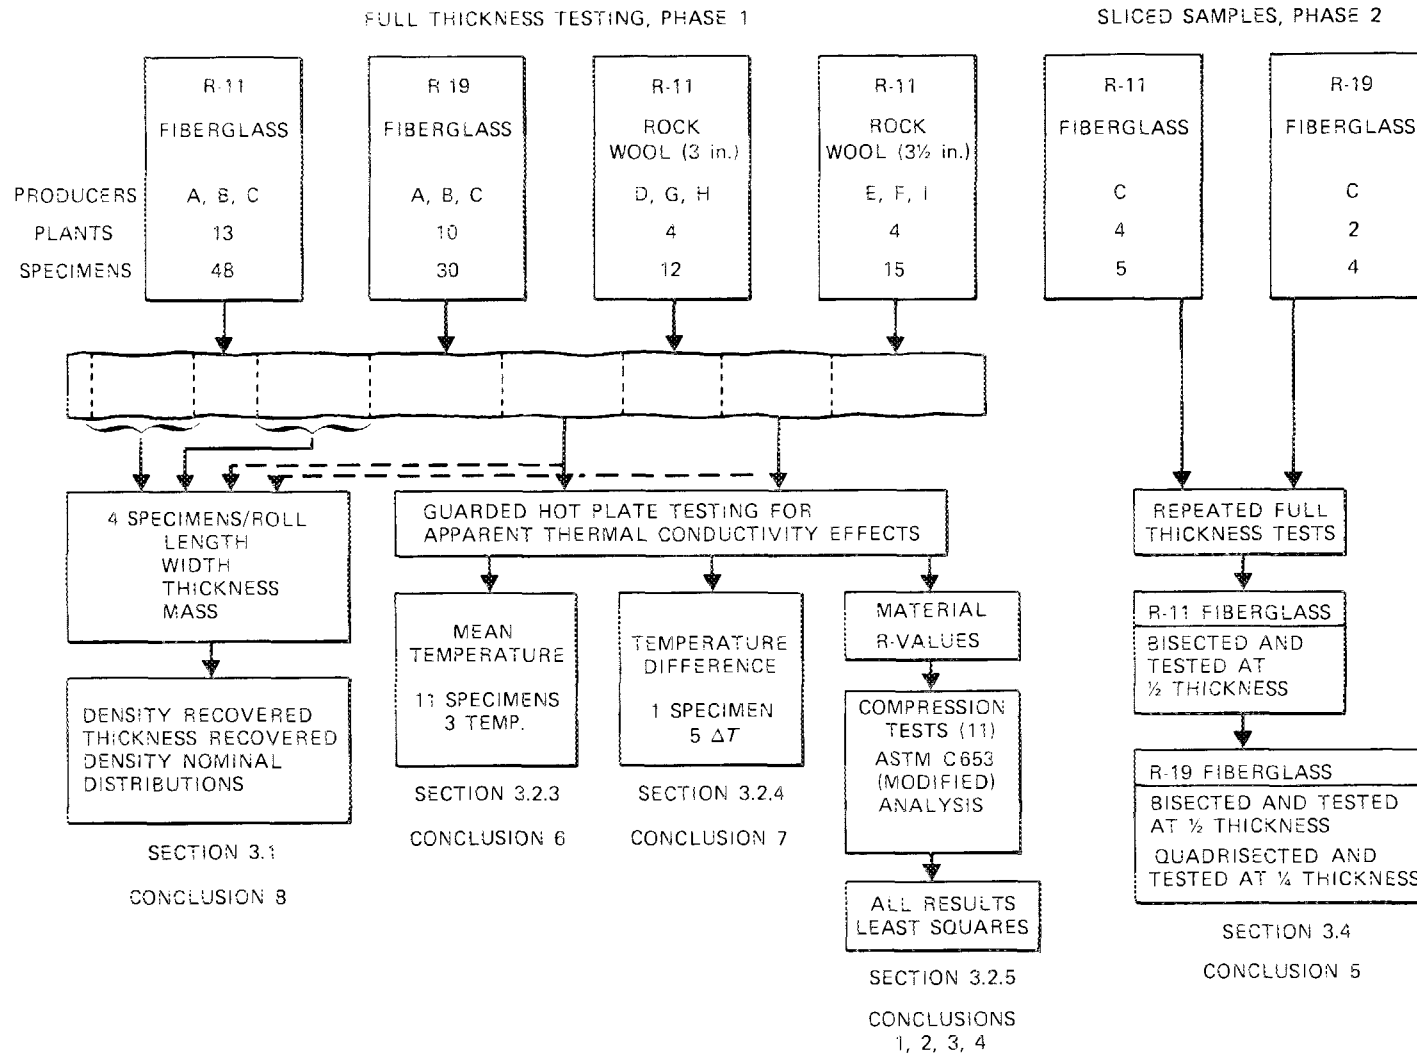 FULL THICKNESS TESTING, PHASE 1
SLICED SAMPLES, PHASE 2
R-11
FIBERGLASS
R-19
FIBERGLASS
R-11
ROCK
WOOL (3 in.)
R-11
ROCK
WOOL (3½ in.)
R-11
FIBERGLASS
R-19
FIBERGLASS
PRODUCERS A, B, C A, B, C D, G, H E, F, I C C
PLANTS 13 10 4 4 4 2
SPECIMENS 48 30 12 15 5 4
4 SPECIMENS/ROLL
LENGTH
WIDTH
THICKNESS
MASS
DENSITY RECOVERED
THICKNESS RECOVERED
DENSITY NOMINAL
DISTRIBUTIONS
SECTION 3.1
CONCLUSION 8
GUARDED HOT PLATE TESTING FOR
APPARENT THERMAL CONDUCTIVITY EFFECTS
MEAN
TEMPERATURE
11 SPECIMENS
3 TEMP.
SECTION 3.2.3
CONCLUSION 6
TEMPERATURE
DIFFERENCE
1 SPECIMEN
5 ΔT
SECTION 3.2.4
CONCLUSION 7
MATERIAL
R-VALUES
COMPRESSION
TESTS (11)
ASTM C653
(MODIFIED)
ANALYSIS
ALL RESULTS
LEAST SQUARES
SECTION 3.2.5
CONCLUSIONS
1, 2, 3, 4
REPEATED FULL
THICKNESS TESTS
R-11 FIBERGLASS
BISECTED AND
TESTED AT
½ THICKNESS
R-19 FIBERGLASS
BISECTED AND TESTED
AT ½ THICKNESS
QUADRISECTED AND
TESTED AT ¼ THICKNESS
SECTION 3.4
CONCLUSION 5